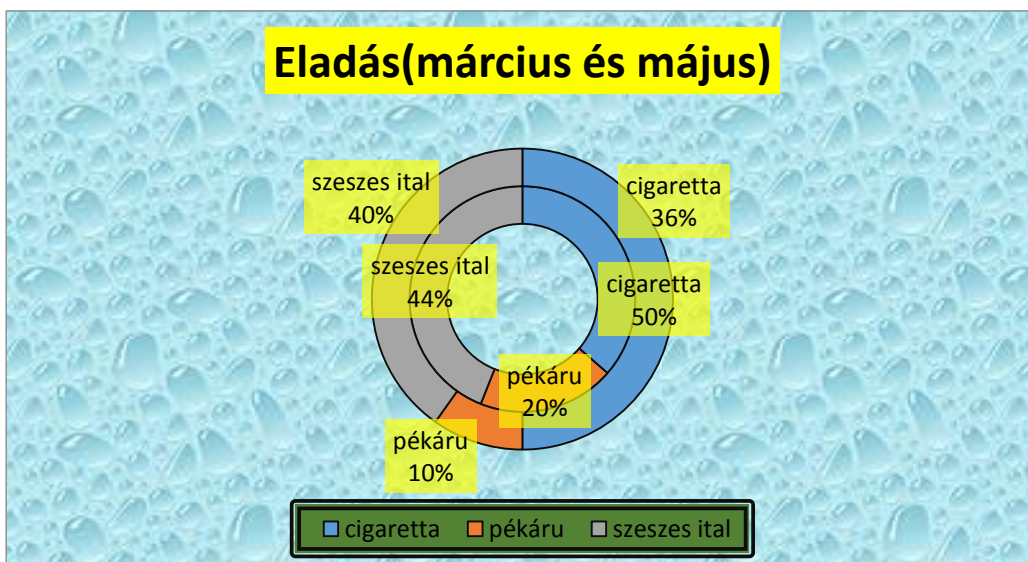 Eladás(március és május)
szeszes ital
40%
cigaretta
36%
szeszes ital
44%
cigaretta
50%
pékáru
20%
pékáru
10%
cigaretta pékáru szeszes ital